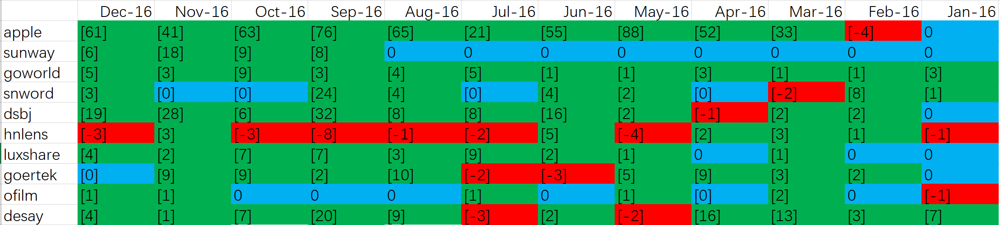 Dec-16 Nov-16 Oct-16 Sep-16 Aug-16 Jul-16 Jun-16 May-16 Apr-16 Mar-16 Feb-16 Jan-16
apple [61] [41] [63] [76] [65] [21] [55] [88] [52] [33] [-4] 0
sunway [6] [18] [9] [8] 0 0 0 0 0 0 0 0
goworld [5] [3] [9] [3] [4] [5] [1] [1] [3] [1] [1] [3]
snword [3] [0] [0] [24] [4] [0] [4] [2] [0] [-2] [8] [1]
dsbj [19] [28] [6] [32] [8] [8] [16] [2] [-1] [2] [2] 0
hnlens [-3] [3] [-3] [-8] [-1] [-2] [5] [-4] [2] [3] [1] [-1]
luxshare [4] [2] [7] [7] [3] [9] [2] [1] 0 [1] 0 0
goertek [0] [9] [9] [2] [10] [-2] [-3] [5] [9] [3] [2] 0
ofilm [1] [1] 0 0 0 [1] 0 [1] [0] [2] 0 [-1]
desay [4] [1] [7] [20] [9] [-3] [2] [-2] [16] [13] [3] [7]